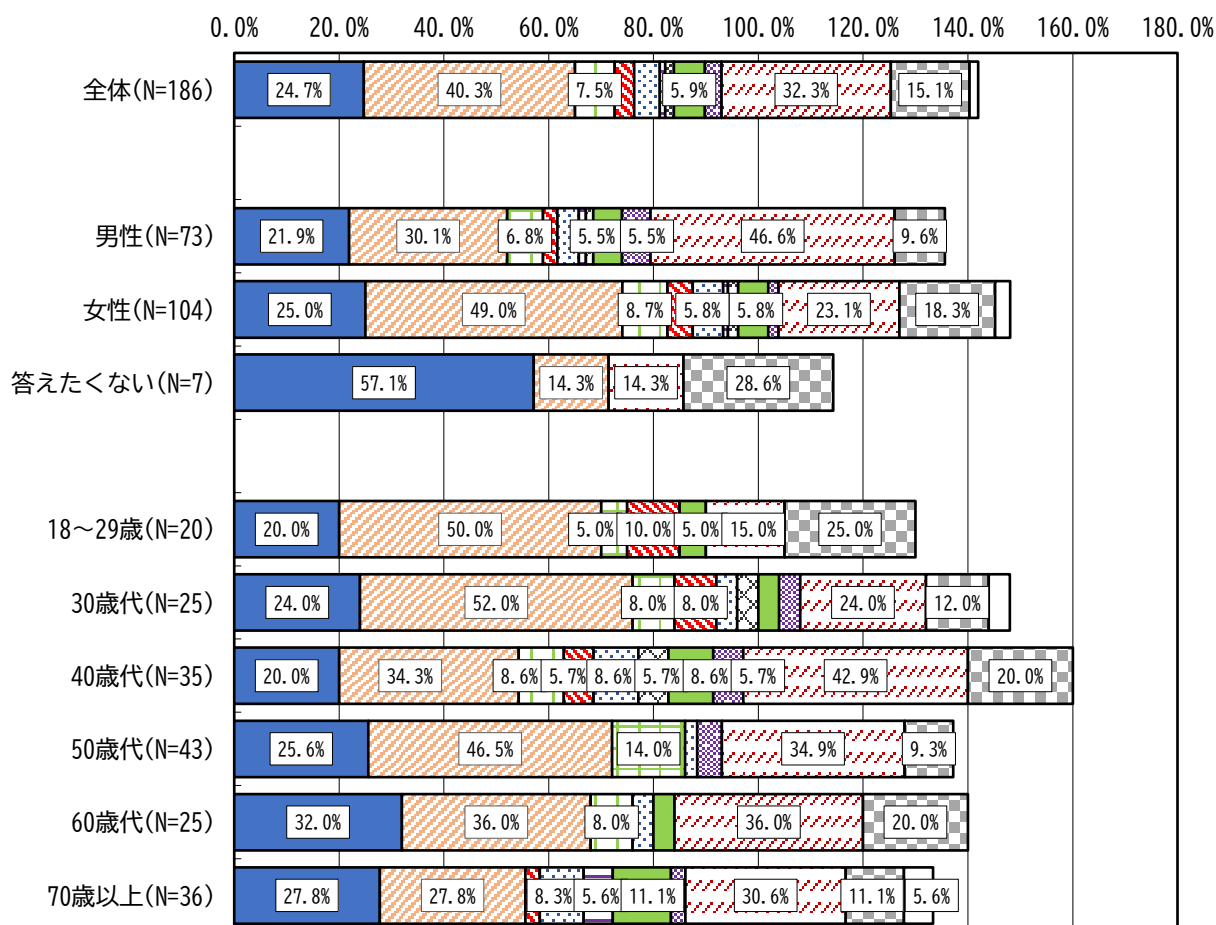 0.0% 20.0% 40.0% 60.0% 80.0% 100.0% 120.0% 140.0% 160.0% 180.0%
全体(N=186) 24.7% 40.3% 7.5% 5.9% 32.3% 15.1%
男性(N=73) 21.9% 30.1% 6.8% 5.5% 5.5% 46.6% 9.6%
女性(N=104) 25.0% 49.0% 8.7% 5.8% 5.8% 23.1% 18.3%
答えたくない(N=7) 57.1% 14.3% 14.3% 28.6%
18～29歳(N=20) 20.0% 50.0% 5.0% 10.0% 5.0% 15.0% 25.0%
30歳代(N=25) 24.0% 52.0% 8.0% 8.0% 24.0% 12.0%
40歳代(N=35) 20.0% 34.3% 8.6% 5.7% 8.6% 5.7% 8.6% 5.7% 42.9% 20.0%
50歳代(N=43) 25.6% 46.5% 14.0% 34.9% 9.3%
60歳代(N=25) 32.0% 36.0% 8.0% 36.0% 20.0%
70歳以上(N=36) 27.8% 27.8% 8.3% 5.6% 11.1% 30.6% 11.1% 5.6%